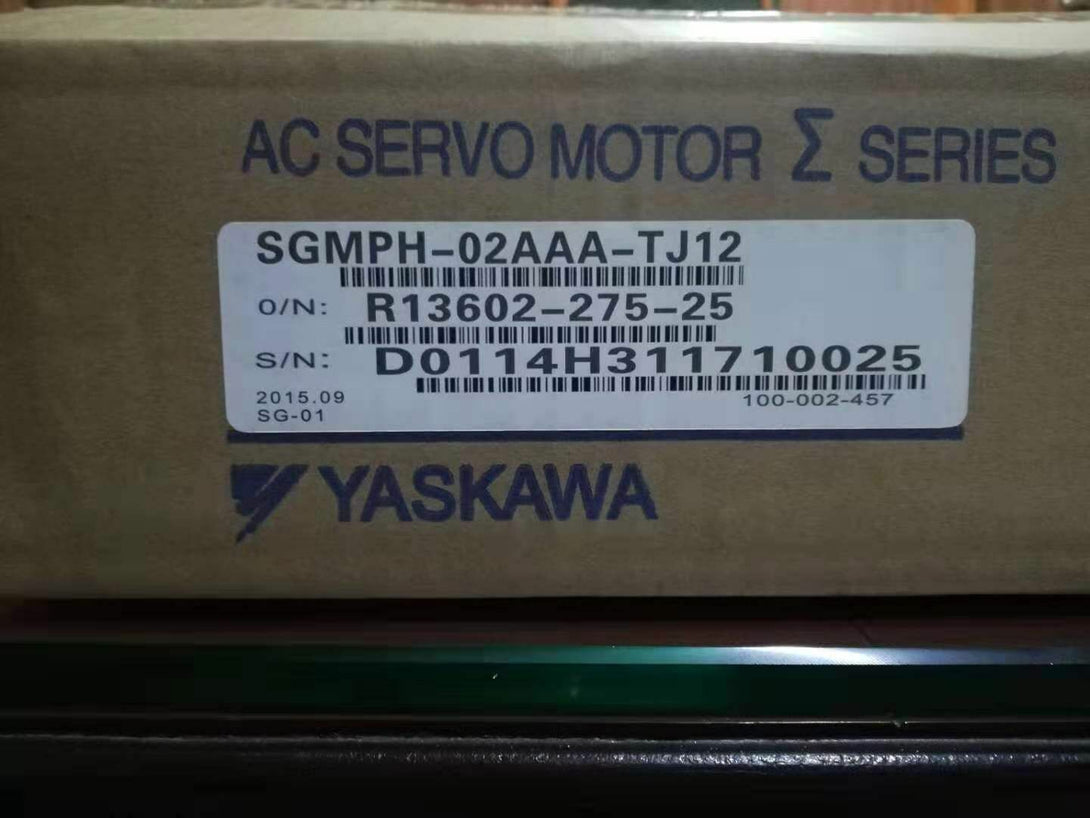 AC SERVO MOTOR Σ SERIES
SGMPH-02AAA-TJ12
O/N: R13602-275-25
S/N: D0114H311710025
2015.09
100-002-457
SG-01
YASKAWA